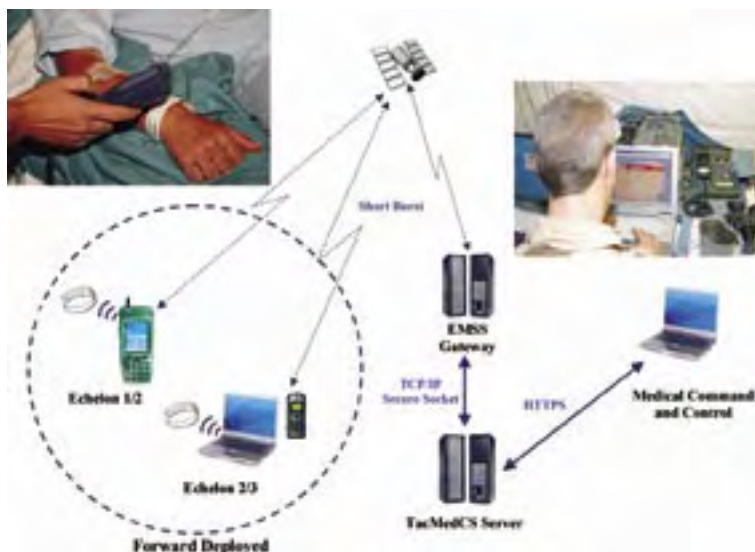 Short Burst
EMSS
Gateway
Echelon 1/2
TCP/IP
Secure Socket
HTTPS
Medical Command
and Control
Echelon 2/3
TacMedCS Server
Forward Deployed